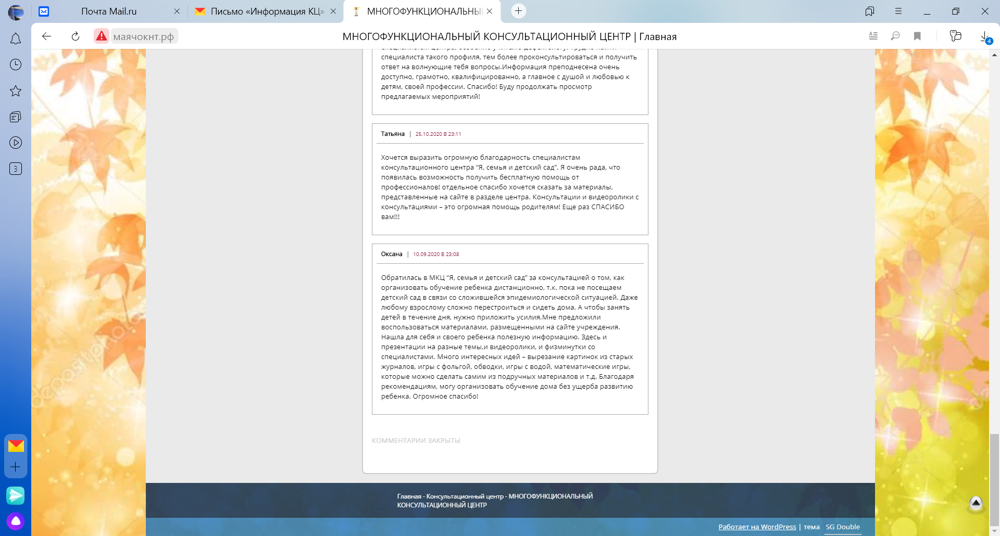 Почта Mail.ru
Письмо «Информация КЦ»
МНОГОФУНКЦИОНАЛЬНЫЙ
маячокнт.рф
МНОГОФУНКЦИОНАЛЬНЫЙ КОНСУЛЬТАЦИОННЫЙ ЦЕНТР | Главная
4
3
специалиста такого профиля, тем более проконсультироваться и получить
ответ на волнующие тебя вопросы.Информация преподнесена очень
доступно, грамотно, квалифицированно, а главное с душой и любовью к
детям, своей профессии. Спасибо! Буду продолжать просмотр
предлагаемых мероприятий!
Татьяна | 25.10.2020 В 23:11
Хочется выразить огромную благодарность специалистам
консультационного центра “Я, семья и детский сад”. Я очень рада, что
появилась возможность получить бесплатную помощь от
профессионалов! отдельное спасибо хочется сказать за материалы,
представленные на сайте в разделе центра. Консультации и видеоролики с
консультациями – это огромная помощь родителям! Еще раз СПАСИБО
вам!!!
Оксана | 10.09.2020 В 23:08
Обратилась в МКЦ “Я, семья и детский сад” за консультацией о том, как
организовать обучение ребенка дистанционно, т.к. пока не посещаем
детский сад в связи со сложившейся эпидемиологической ситуацией. Даже
любому взрослому сложно перестроиться и сидеть дома. А чтобы занять
детей в течение дня, нужно приложить усилия.Мне предложили
воспользоваться материалами, размещенными на сайте учреждения.
Нашла для себя и своего ребенка полезную информацию. Здесь и
презентации на разные темы,и видеоролики, и физминутки со
специалистами. Много интересных идей – вырезание картинок из старых
журналов, игры с фольгой, обводки, игры с водой, математические игры,
которые можно сделать самим из подручных материалов и т.д. Благодаря
рекомендациям, могу организовать обучение дома без ущерба развитию
ребенка. Огромное спасибо!
КОММЕНТАРИИ ЗАКРЫТЫ
Главная - Консультационный центр - МНОГОФУНКЦИОНАЛЬНЫЙ
КОНСУЛЬТАЦИОННЫЙ ЦЕНТР
Работает на WordPress | тема SG Double